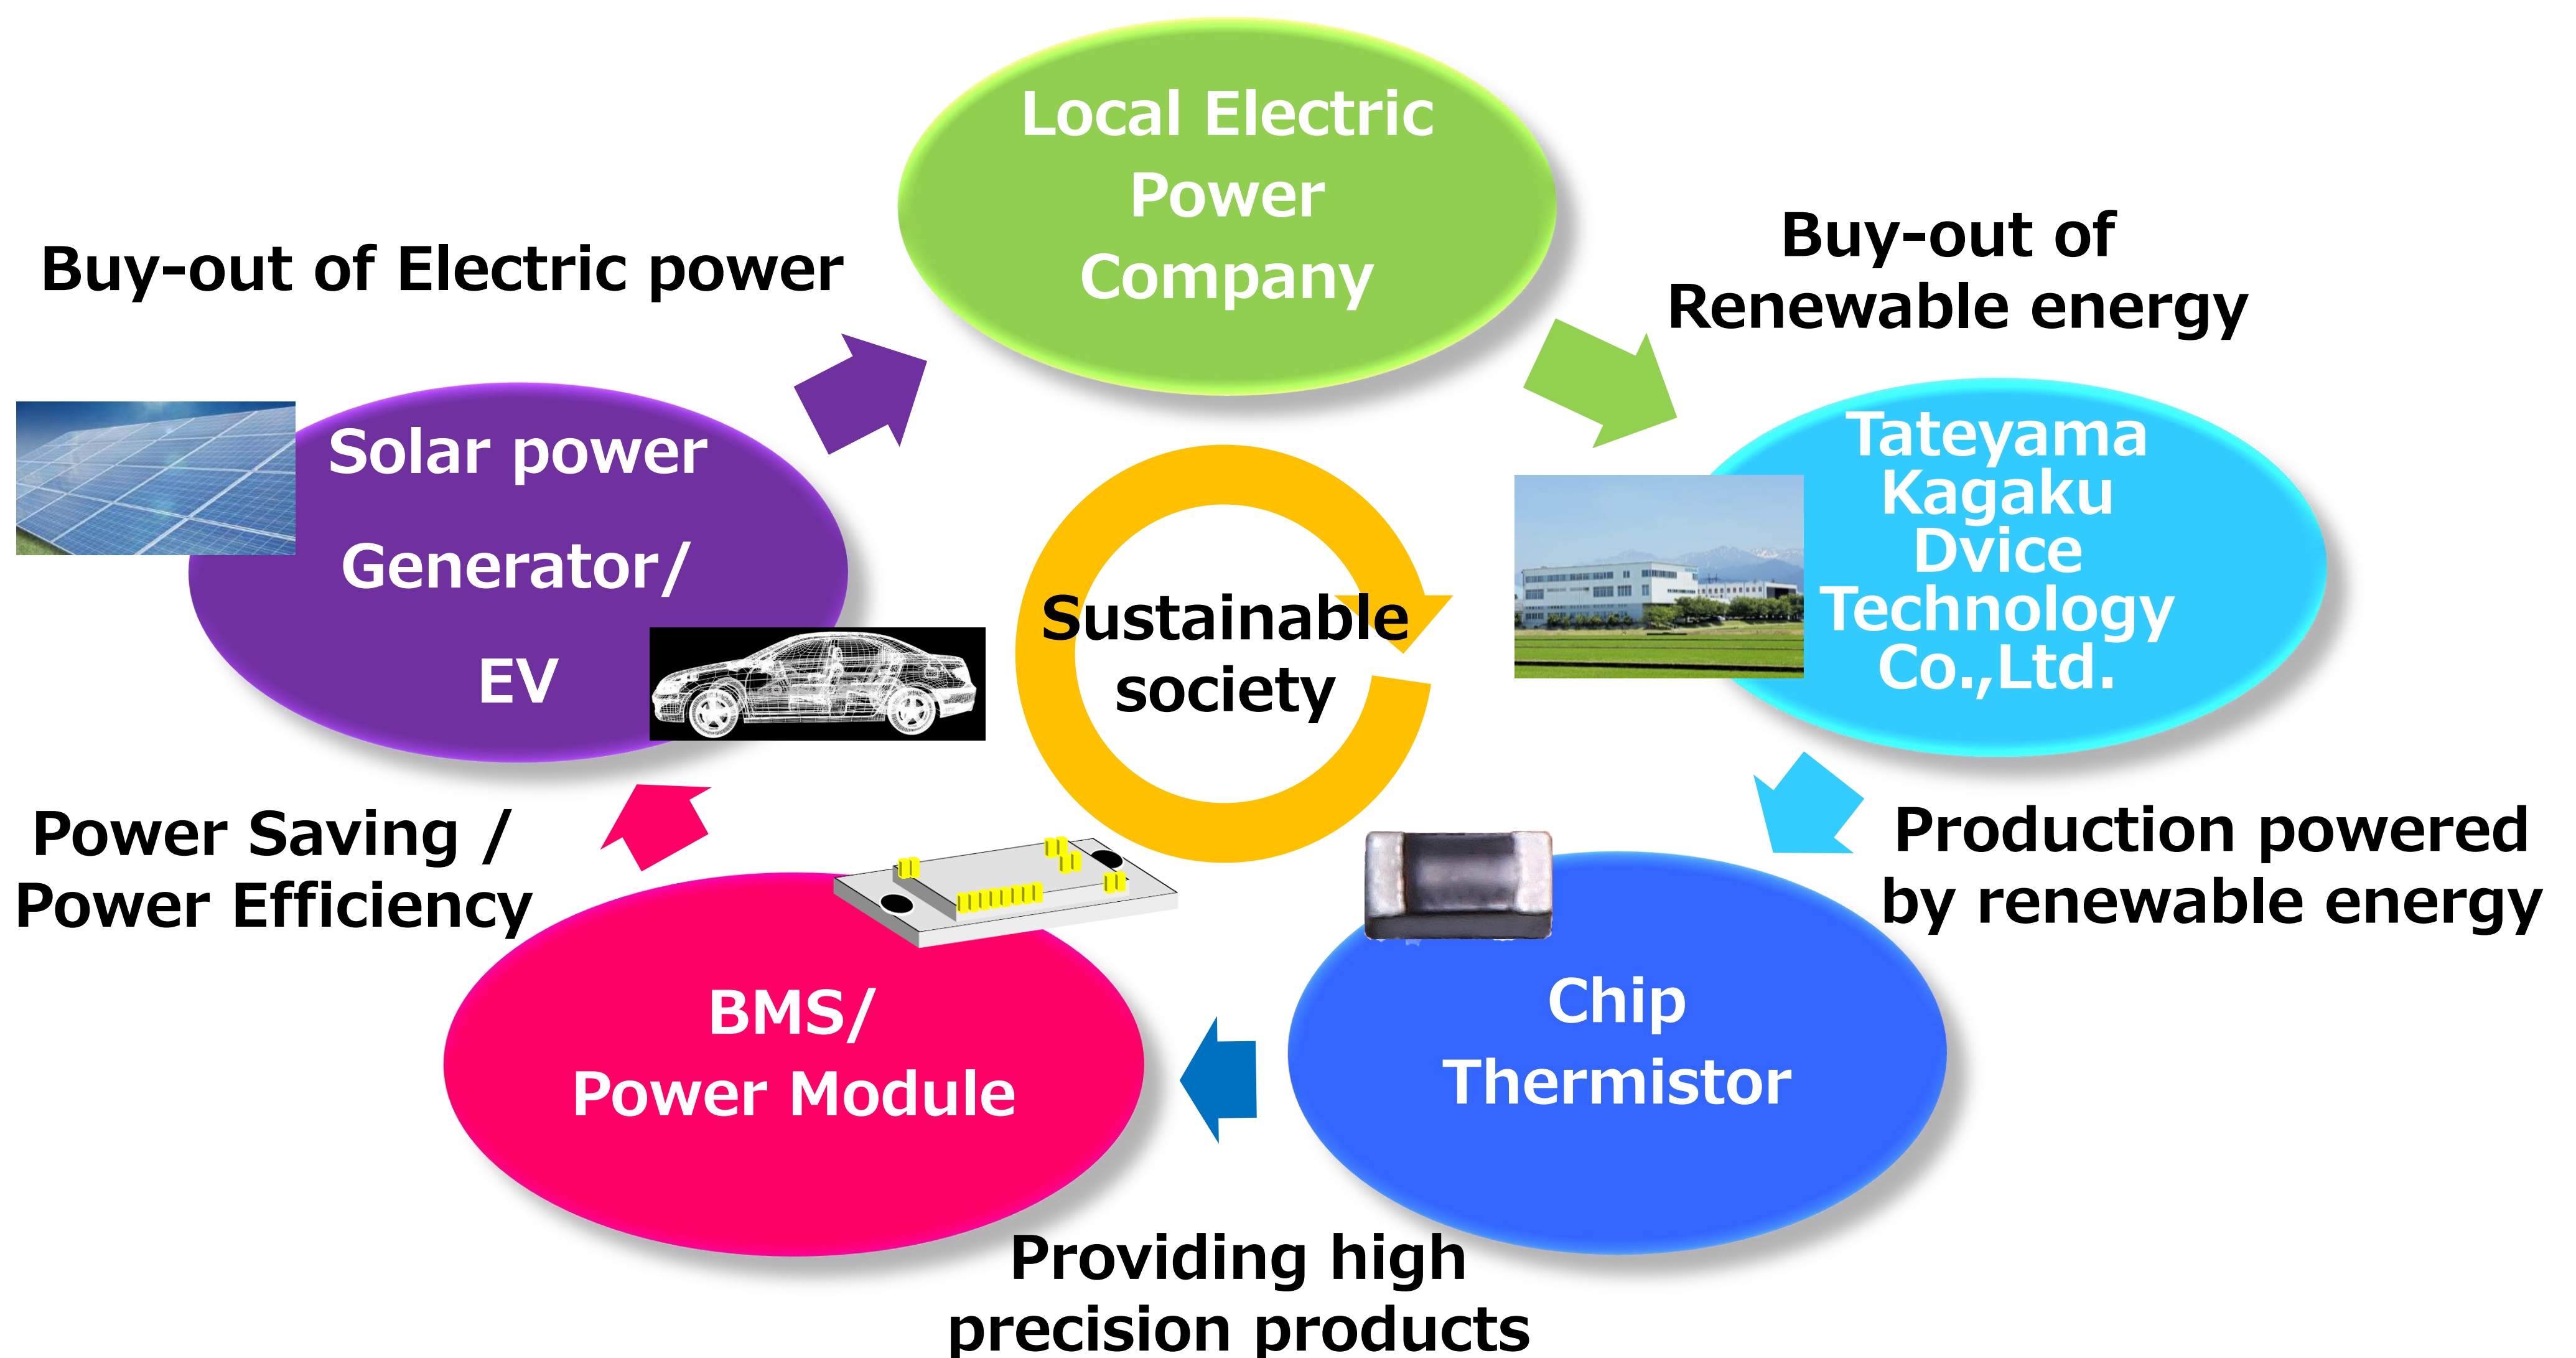 Local Electric
Power
Company
Buy-out of Electric power
Buy-out of
Renewable energy
Solar power
Generator/
EV
Tateyama
Kagaku
Dvice
Technology
Co.,Ltd.
Sustainable
society
Power Saving /
Power Efficiency
Production powered
by renewable energy
BMS/
Power Module
Chip
Thermistor
Providing high
precision products